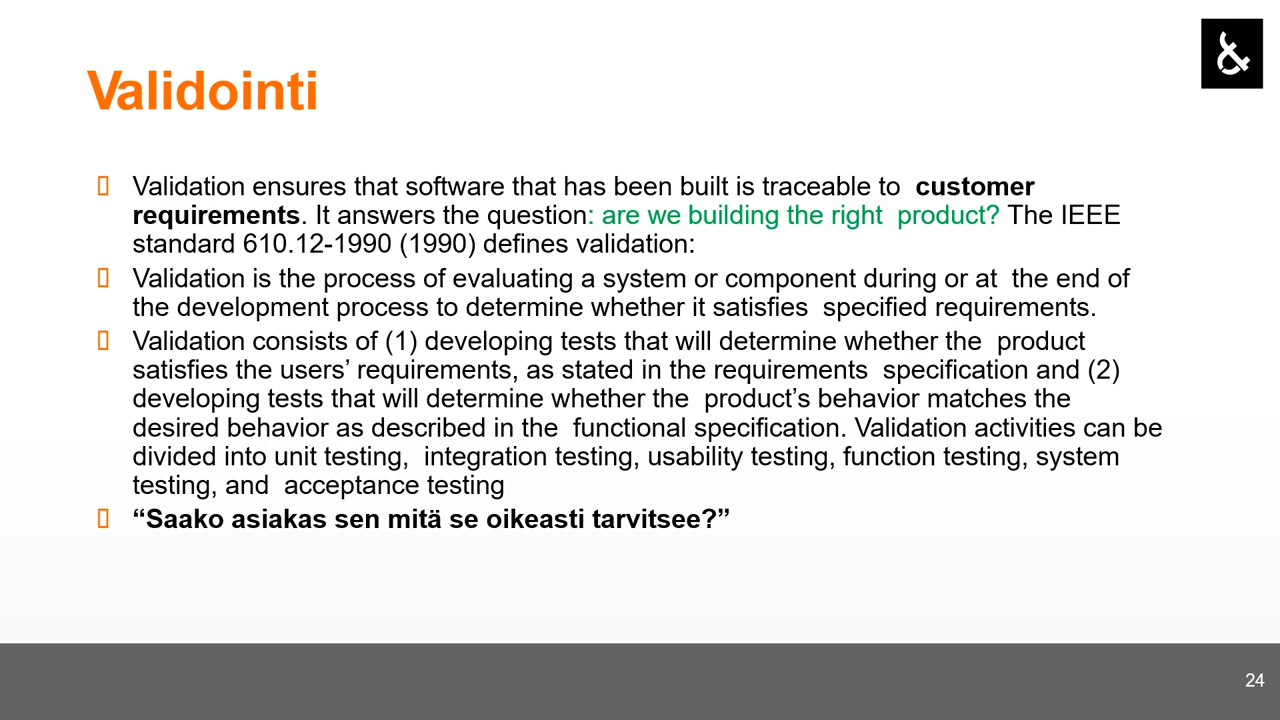 &
Validointi
Validation ensures that software that has been built is traceable to customer
requirements. It answers the question: are we building the right product? The IEEE
standard 610.12-1990 (1990) defines validation:
Validation is the process of evaluating a system or component during or at the end of
the development process to determine whether it satisfies specified requirements.
Validation consists of (1) developing tests that will determine whether the product
satisfies the users’ requirements, as stated in the requirements specification and (2)
developing tests that will determine whether the product’s behavior matches the
desired behavior as described in the functional specification. Validation activities can be
divided into unit testing, integration testing, usability testing, function testing, system
testing, and acceptance testing
“Saako asiakas sen mitä se oikeasti tarvitsee?”
24